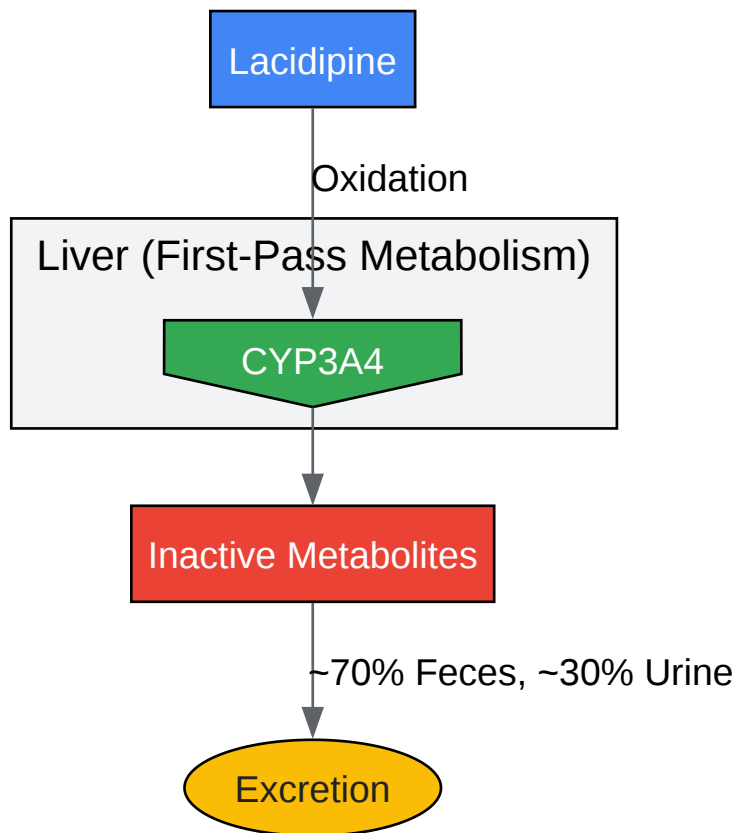 Lacidipine
Oxidation
Liver (First-Pass Metabolism)
CYP3A4
Inactive Metabolites
~70% Feces, ~30% Urine
Excretion